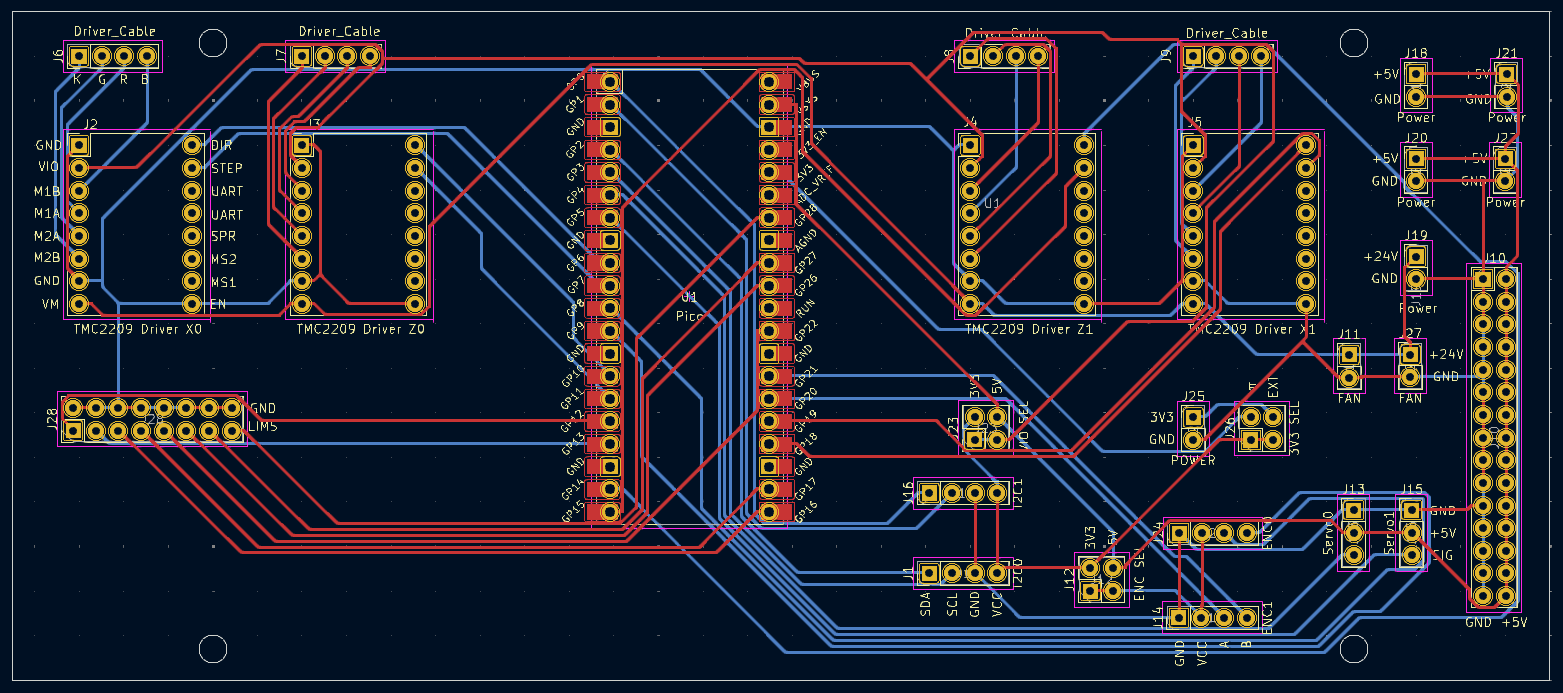 Driver_Cable
J6
K G R B
Driver_Cable
J7
Driver_Cable
J9
J18
+5V
GND
Power
J21
+5V
GND
Power
J20
+5V
GND
Power
+5V
GND
Power
J19
+24V
GND
Power
J2
GND
VIO
M1B
M1A
M2A
M2B
GND
VM
DIR
STEP
UART
UART
SPR
MS2
MS1
EN
TMC2209 Driver X0
J3
TMC2209 Driver Z0
GP1
GND
GP2
GP3
GP4
GP5
GND
GP6
GP7
GP8
GP9
GND
GP10
GP11
GP12
GP13
GND
GP14
GP15
U1
Pico
3V3
GP28
AGND
GP27
GP26
RUN
GP22
GND
GP21
GP20
GP19
GP18
GND
GP17
GP16
J4
U1
TMC2209 Driver Z1
J5
TMC2209 Driver X1
J10
GND +5V
J11
FAN
J27
+24V
GND
FAN
J28
GND
LIMS
J23
3V3
5V
J25
3V3
GND
POWER
J26
EXT
3V3 SEL
J16
I2C1
J1
I2C0
SDA
SCL
GND
VCC
J12
3V3
5V
ENC SEL
J24
ENC0
J14
ENC1
GND
VCC
A
B
J13
Servo0
J15
Servo1
GND
+5V
SIG